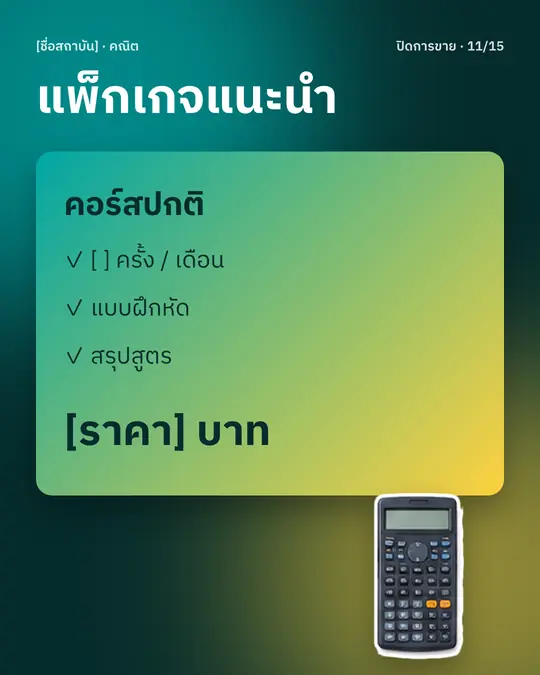 [ชื่อสถาบัน] · คณิต
ปิดการขาย · 11/15
แพ็กเกจแนะนำ
คอร์สปกติ
✓ [ ] ครั้ง / เดือน
✓ แบบฝึกหัด
✓ สรุปสูตร
[ราคา] บาท